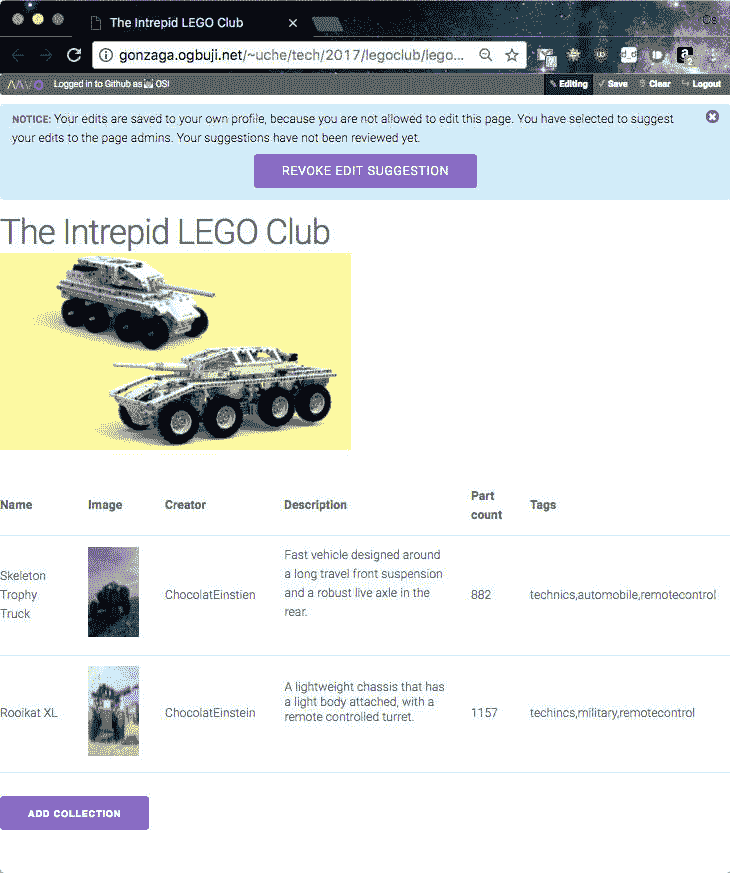 The Intrepid LEGO Club
gonzaga.ogbuji.net/~uche/tech/2017/legoclub/lego...
Logged in to Github as OS!
Editing Save Clear Logout
NOTICE: Your edits are saved to your own profile, because you are not allowed to edit this page. You have selected to suggest
your edits to the page admins. Your suggestions have not been reviewed yet.
REVOKE EDIT SUGGESTION
The Intrepid LEGO Club
Name Image Creator Description Part count Tags
Skeleton Trophy Truck
ChocolatEinstien
Fast vehicle designed around
a long travel front suspension
and a robust live axle in the
rear.
882
technics,automobile,remotecontrol
Rooikat XL
ChocolatEinstein
A lightweight chassis that has
a light body attached, with a
remote controlled turret.
1157
techincs,military,remotecontrol
ADD COLLECTION